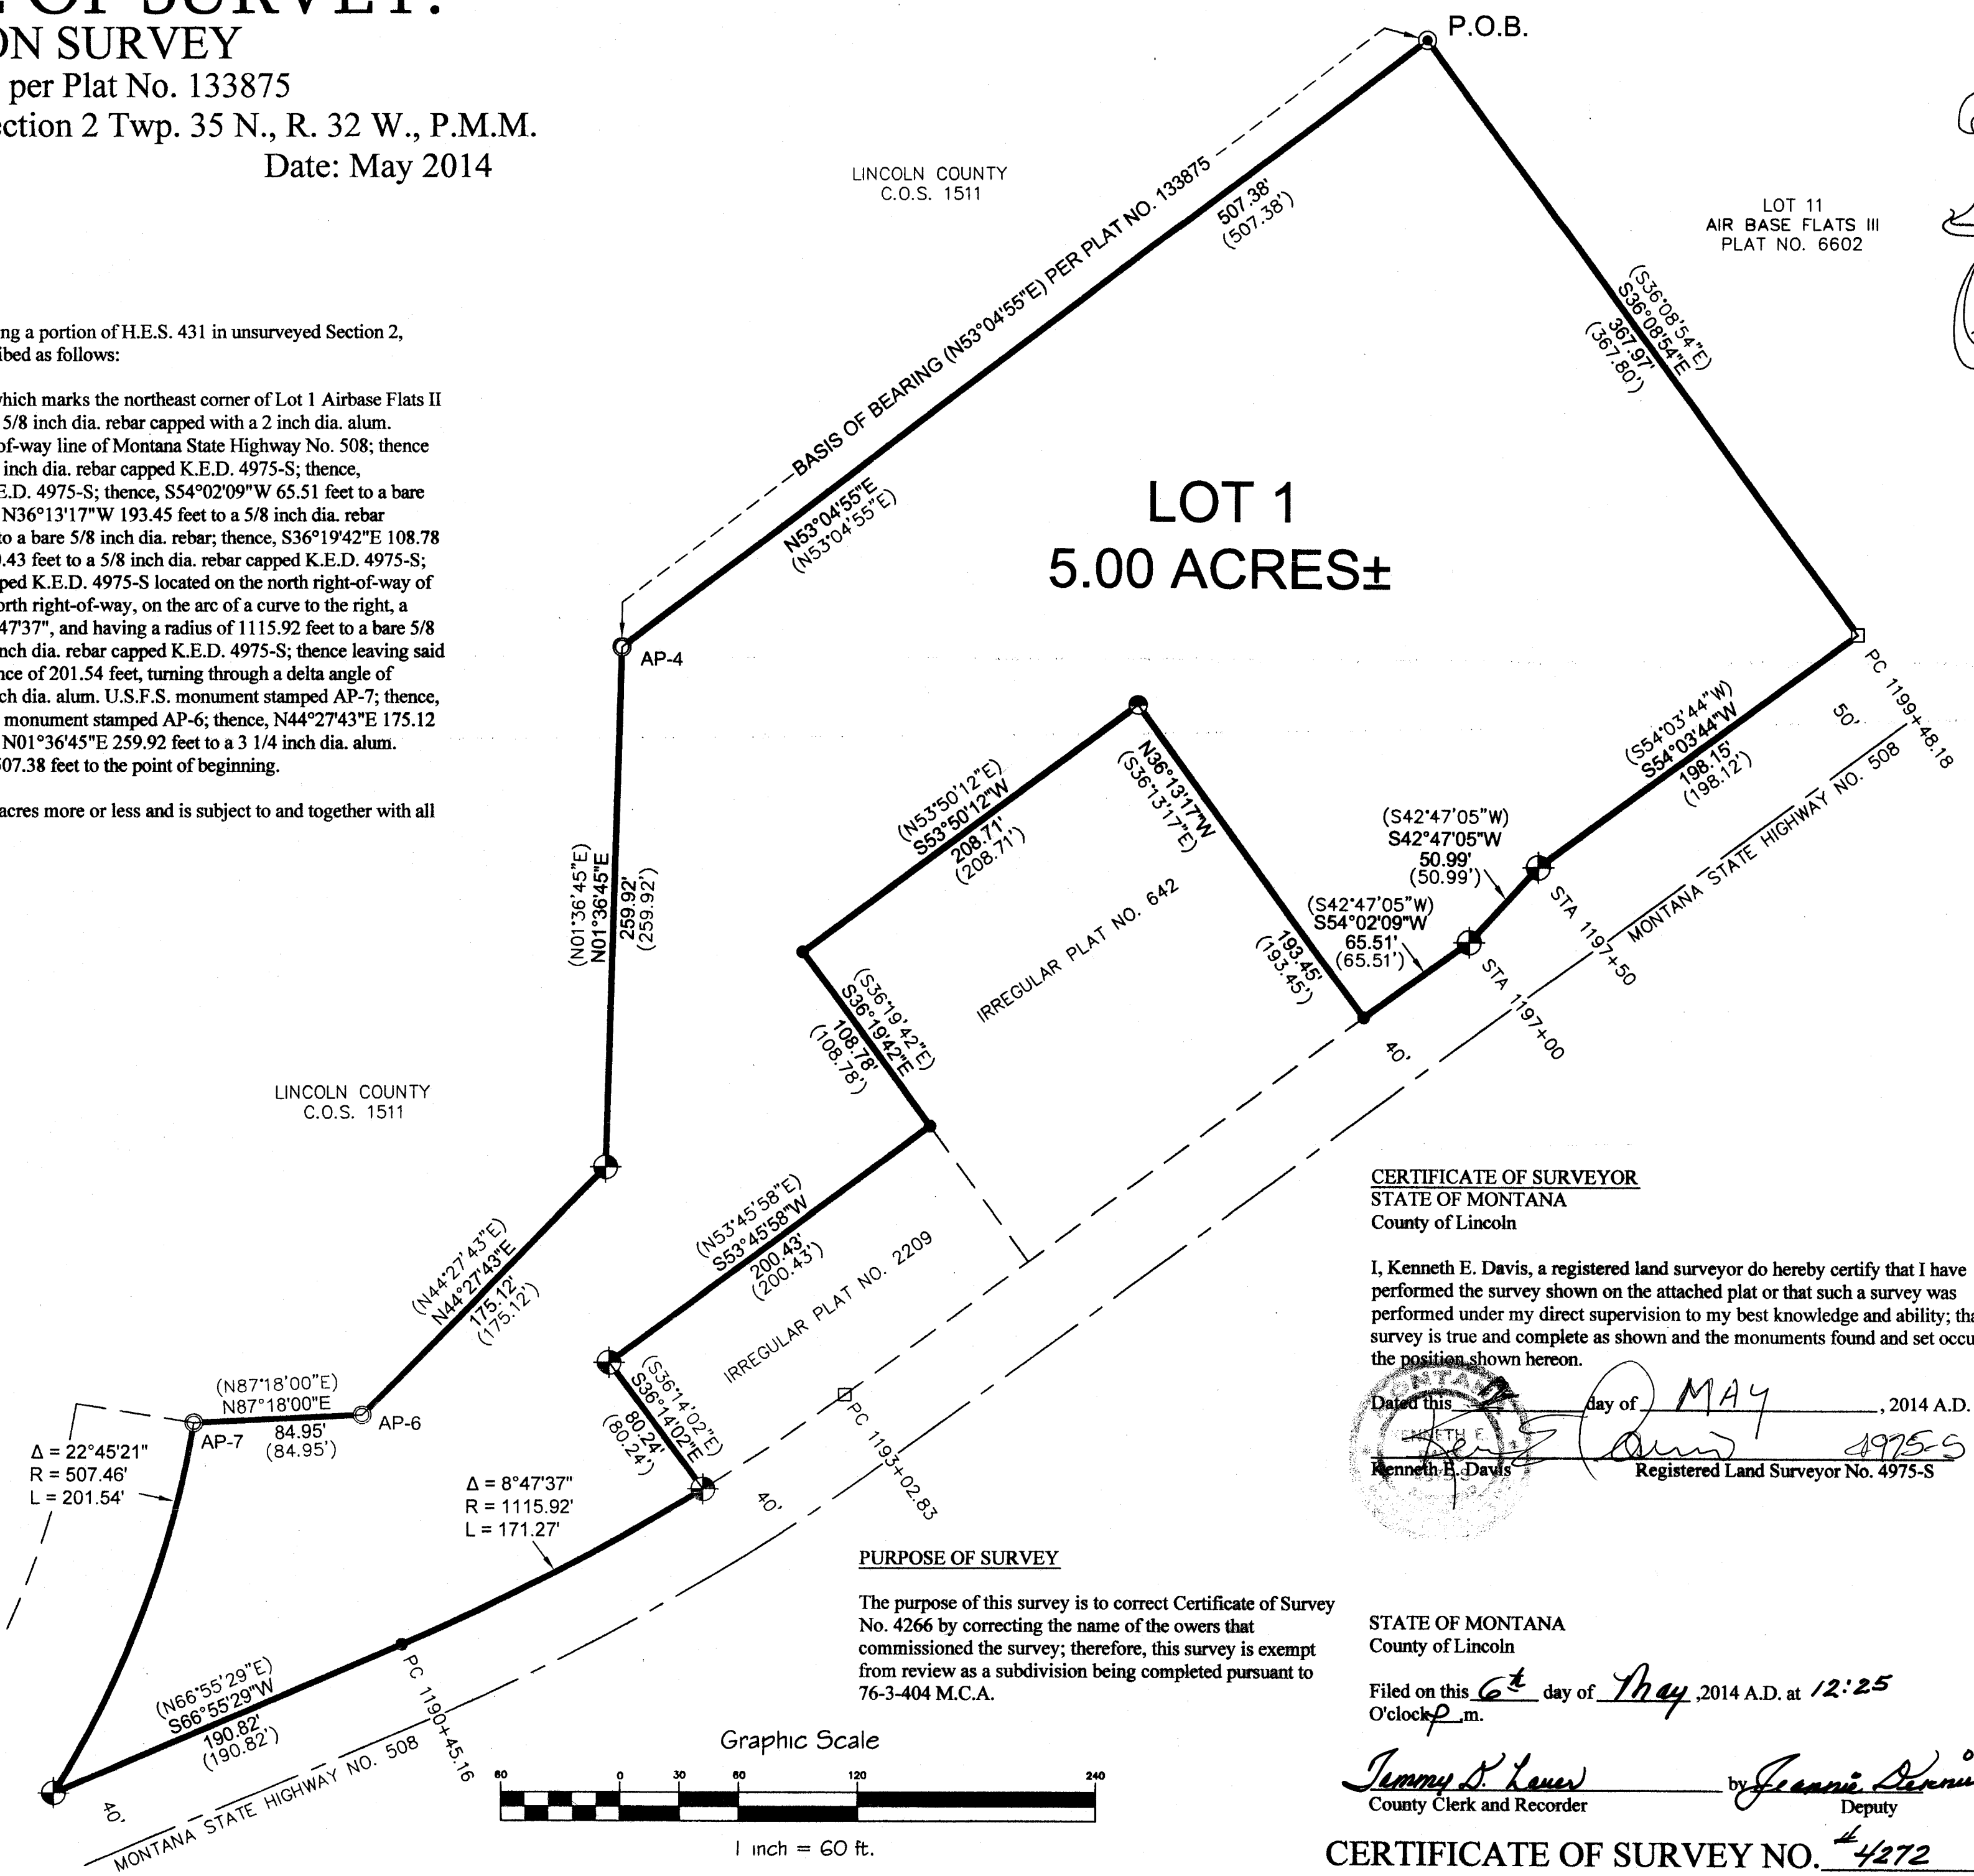 E OF SURVEY:
ON SURVEY
per Plat No. 133875
ection 2 Twp. 35 N., R. 32 W., P.M.M.
Date: May 2014
ng a portion of H.E.S. 431 in unsurveyed Section 2,
ibed as follows:
which marks the northeast corner of Lot 1 Airbase Flats II
5/8 inch dia. rebar capped with a 2 inch dia. alum.
of-way line of Montana State Highway No. 508; thence
inch dia. rebar capped K.E.D. 4975-S; thence,
E.D. 4975-S; thence, S54°02'09"W 65.51 feet to a bare
N36°13'17"W 193.45 feet to a 5/8 inch dia. rebar
to a bare 5/8 inch dia. rebar; thence, S36°19'42"E 108.78
0.43 feet to a 5/8 inch dia. rebar capped K.E.D. 4975-S;
ped K.E.D. 4975-S located on the north right-of-way of
orth right-of-way, on the arc of a curve to the right, a
47'37", and having a radius of 1115.92 feet to a bare 5/8
nch dia. rebar capped K.E.D. 4975-S; thence leaving said
nce of 201.54 feet, turning through a delta angle of
ch dia. alum. U.S.F.S. monument stamped AP-7; thence,
monument stamped AP-6; thence, N44°27'43"E 175.12
N01°36'45"E 259.92 feet to a 3 1/4 inch dia. alum.
507.38 feet to the point of beginning.
acres more or less and is subject to and together with all
P.O.B.
LINCOLN COUNTY
C.O.S. 1511
LOT 11
AIR BASE FLATS III
PLAT NO. 6602
BASIS OF BEARING (N53°04'55"E) PER PLAT NO. 133875
507.38'
(507.38')
N53°04'55"E
(N53°04'55"E)
(S36°08'54"E)
S36°08'54"E
367.97'
(367.80')
LOT 1
5.00 ACRES±
AP-4
PC 1199+48.18
50'
(S54°03'44"W)
S54°03'44"W
198.15'
(198.12')
MONTANA STATE HIGHWAY NO. 508
(S42°47'05"W)
S42°47'05"W
50.99'
(50.99')
STA 1197+50
(S42°47'05"W)
S54°02'09"W
65.51'
(65.51')
STA 1197+00
40'
N36°13'17"W
(S36°13'17"E)
193.45'
(193.45')
(N53°50'12"E)
S53°50'12"W
208.71'
(208.71')
IRREGULAR PLAT NO. 642
(S36°19'42"E)
S36°19'42"E
108.78'
(108.78')
(N01°36'45"E)
N01°36'45"E
259.92'
(259.92')
LINCOLN COUNTY
C.O.S. 1511
(N53°45'58"E)
S53°45'58"W
200.43'
(200.43')
IRREGULAR PLAT NO. 2209
(N44°27'43"E)
N44°27'43"E
175.12'
(175.12')
(S36°14'02"E)
S36°14'02"E
80.24'
(80.24')
PC 1193+02.83
40'
(N87°18'00"E)
N87°18'00"E
84.95'
(84.95')
AP-7
AP-6
Δ = 22°45'21"
R = 507.46'
L = 201.54'
Δ = 8°47'37"
R = 1115.92'
L = 171.27'
(N66°55'29"E)
S66°55'29"W
190.82'
(190.82')
PC 1190+45.16
40'
MONTANA STATE HIGHWAY NO. 508
PURPOSE OF SURVEY
The purpose of this survey is to correct Certificate of Survey
No. 4266 by correcting the name of the owers that
commissioned the survey; therefore, this survey is exempt
from review as a subdivision being completed pursuant to
76-3-404 M.C.A.
Graphic Scale
60 0 30 60 120 240
1 inch = 60 ft.
CERTIFICATE OF SURVEYOR
STATE OF MONTANA
County of Lincoln
I, Kenneth E. Davis, a registered land surveyor do hereby certify that I have
performed the survey shown on the attached plat or that such a survey was
performed under my direct supervision to my best knowledge and ability; tha
survey is true and complete as shown and the monuments found and set occu
the position shown hereon.
Dated this day of MAY , 2014 A.D.
MONTANA
KENNETH E.
4975-S
Kenneth E. Davis Registered Land Surveyor No. 4975-S
STATE OF MONTANA
County of Lincoln
Filed on this 6th day of May ,2014 A.D. at 12:25
O'clock P.m.
Tammy D. Lauer by Jeannie
County Clerk and Recorder Deputy
CERTIFICATE OF SURVEY NO. #4272